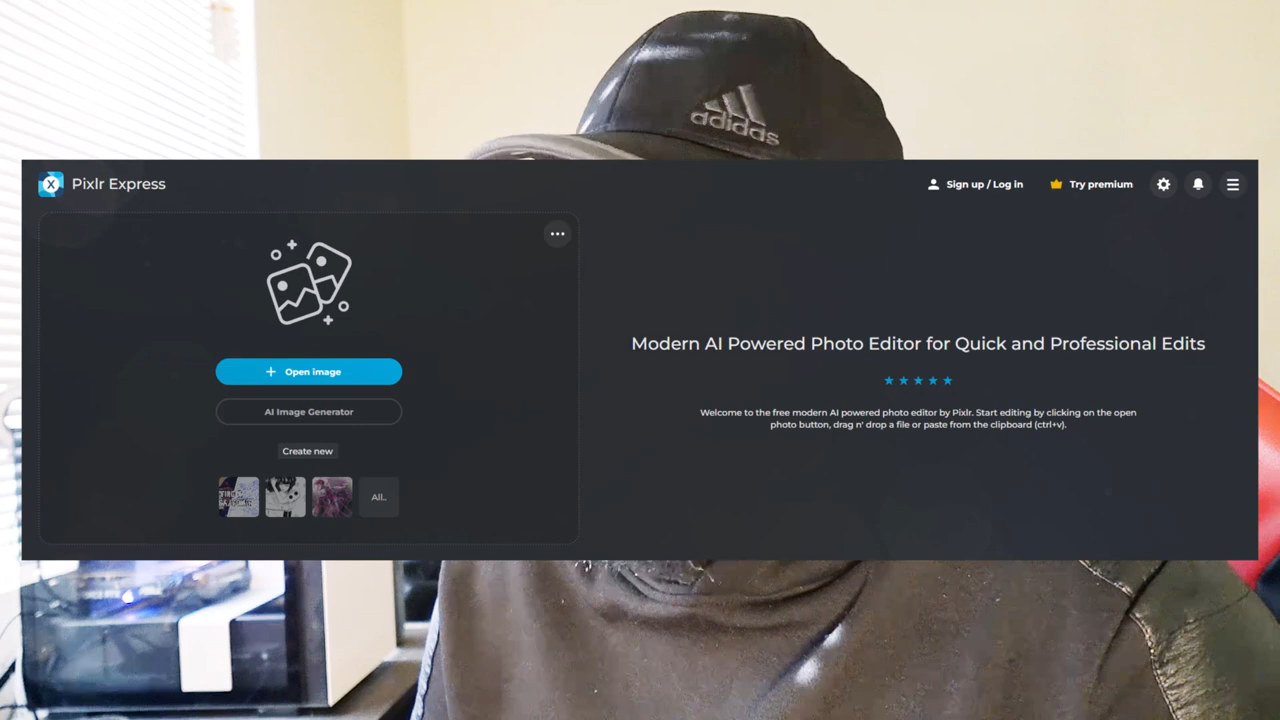 adidas
Pixlr Express
Sign up / Log in
Try premium
Open image
AI Image Generator
Create new
All..
Modern AI Powered Photo Editor for Quick and Professional Edits
Welcome to the free modern AI powered photo editor by Pixlr. Start editing by clicking on the open
photo button, drag n' drop a file or paste from the clipboard (ctrl+v).